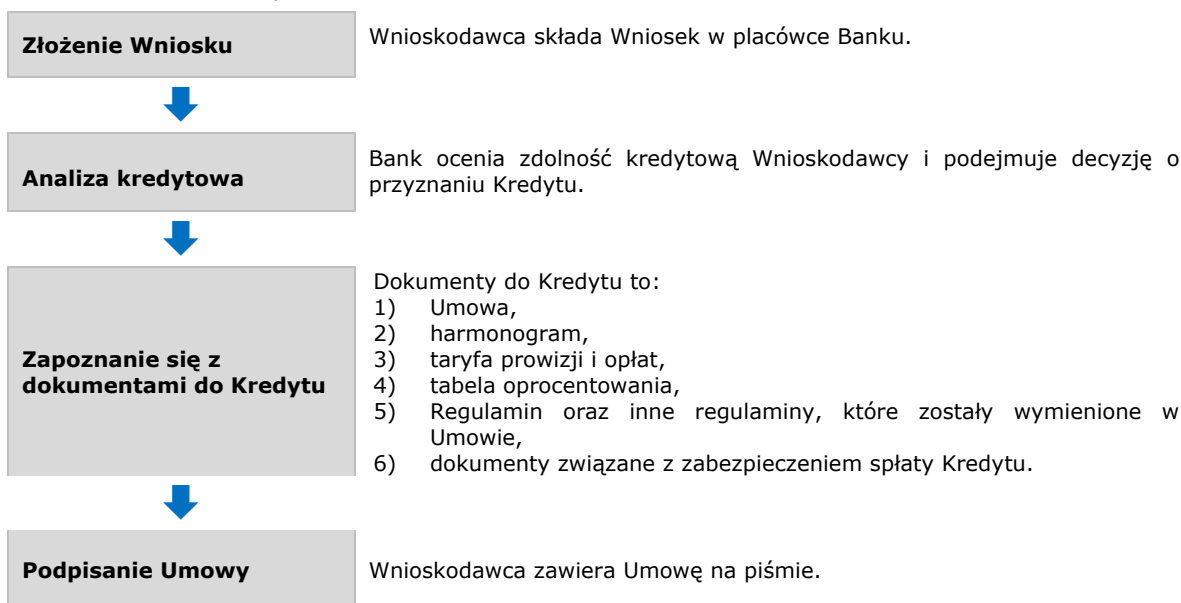 Złożenie Wniosku
Wnioskodawca składa Wniosek w placówce Banku.
Analiza kredytowa
Bank ocenia zdolność kredytową Wnioskodawcy i podejmuje decyzję o
przyznaniu Kredytu.
Zapoznanie się z
dokumentami do Kredytu
Dokumenty do Kredytu to:
1) Umowa,
2) harmonogram,
3) taryfa prowizji i opłat,
4) tabela oprocentowania,
5) Regulamin oraz inne regulaminy, które zostały wymienione w
Umowie,
6) dokumenty związane z zabezpieczeniem spłaty Kredytu.
Podpisanie Umowy
Wnioskodawca zawiera Umowę na piśmie.